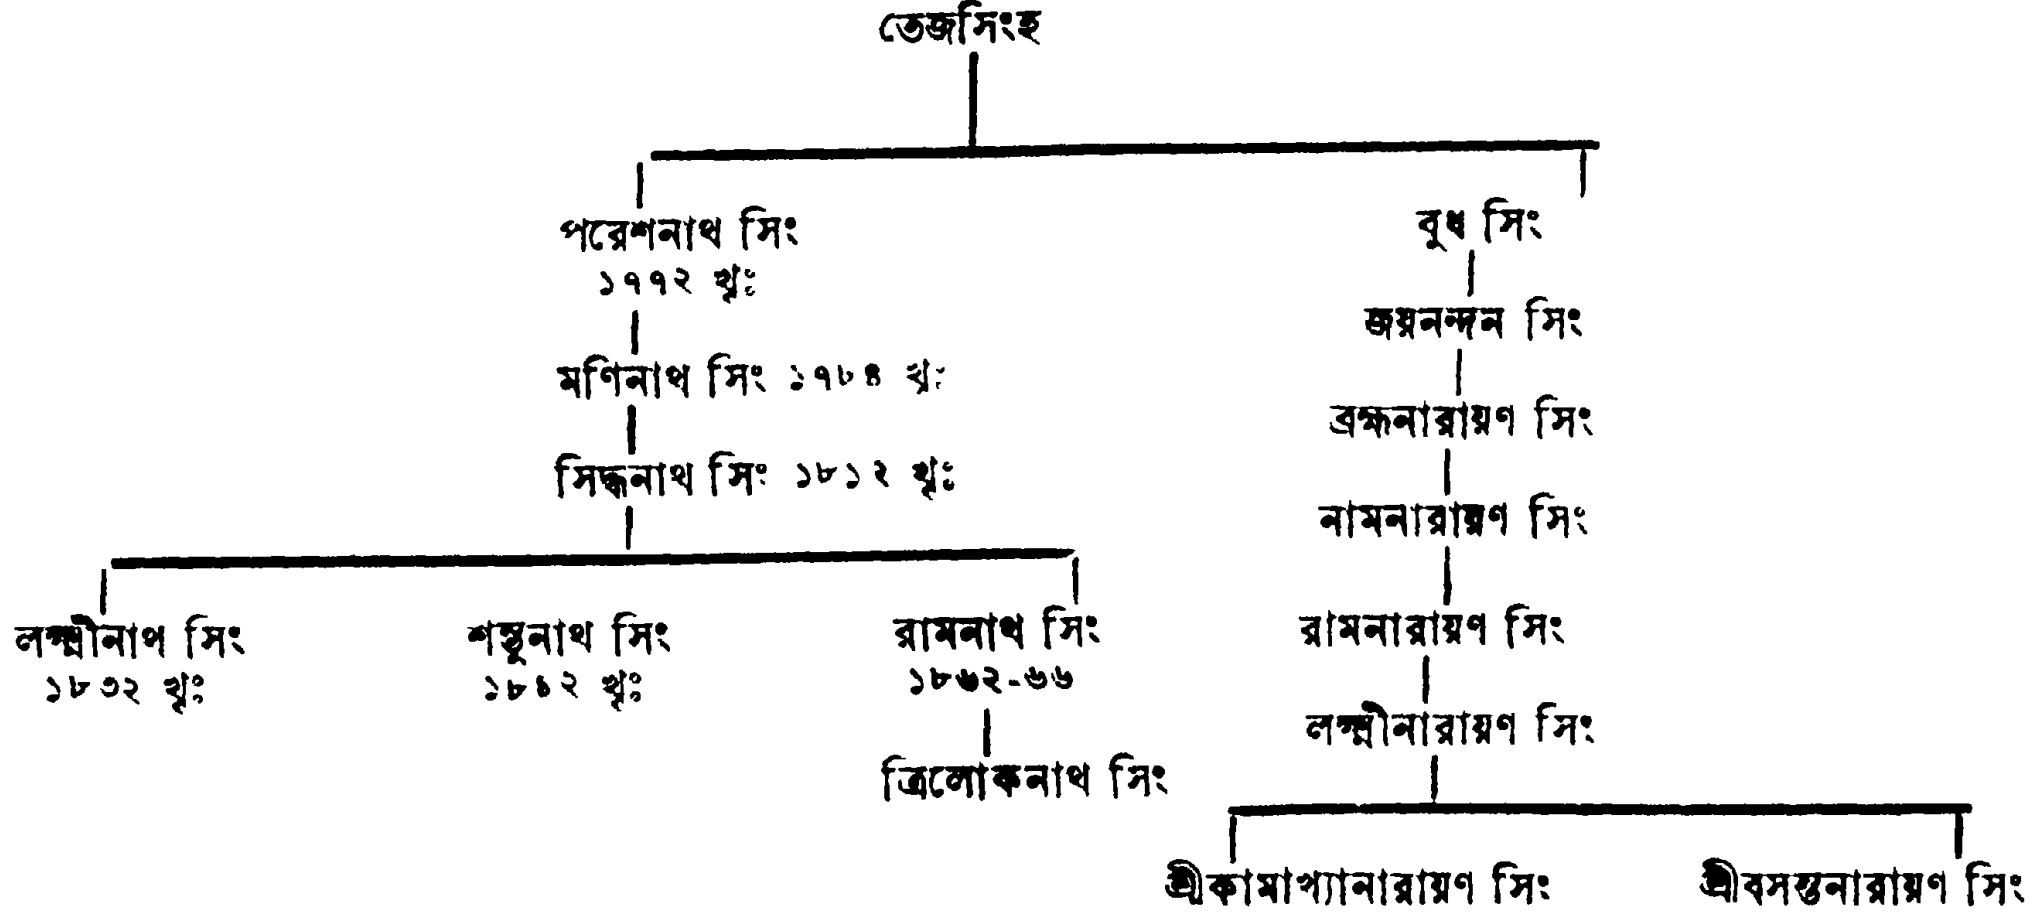 তেজসিংহ
পরেশনাথ সিং
১৭৭২ খৃঃ
মণিনাথ সিং ১৭৮৪ খৃঃ
সিদ্ধনাথ সিং ১৮১২ খৃঃ
লক্ষ্মীনাথ সিং
১৮৩২ খৃঃ
শম্ভুনাথ সিং
১৮৪২ খৃঃ
রামনাথ সিং
১৮৬২-৬৬
ত্রিলোকনাথ সিং
বুধ সিং
জয়নন্দন সিং
ব্রহ্মনারায়ণ সিং
নামনারায়ণ সিং
রামনারায়ণ সিং
লক্ষ্মীনারায়ণ সিং
শ্রীকামাখ্যানারায়ণ সিং
শ্রীবসন্তনারায়ণ সিং